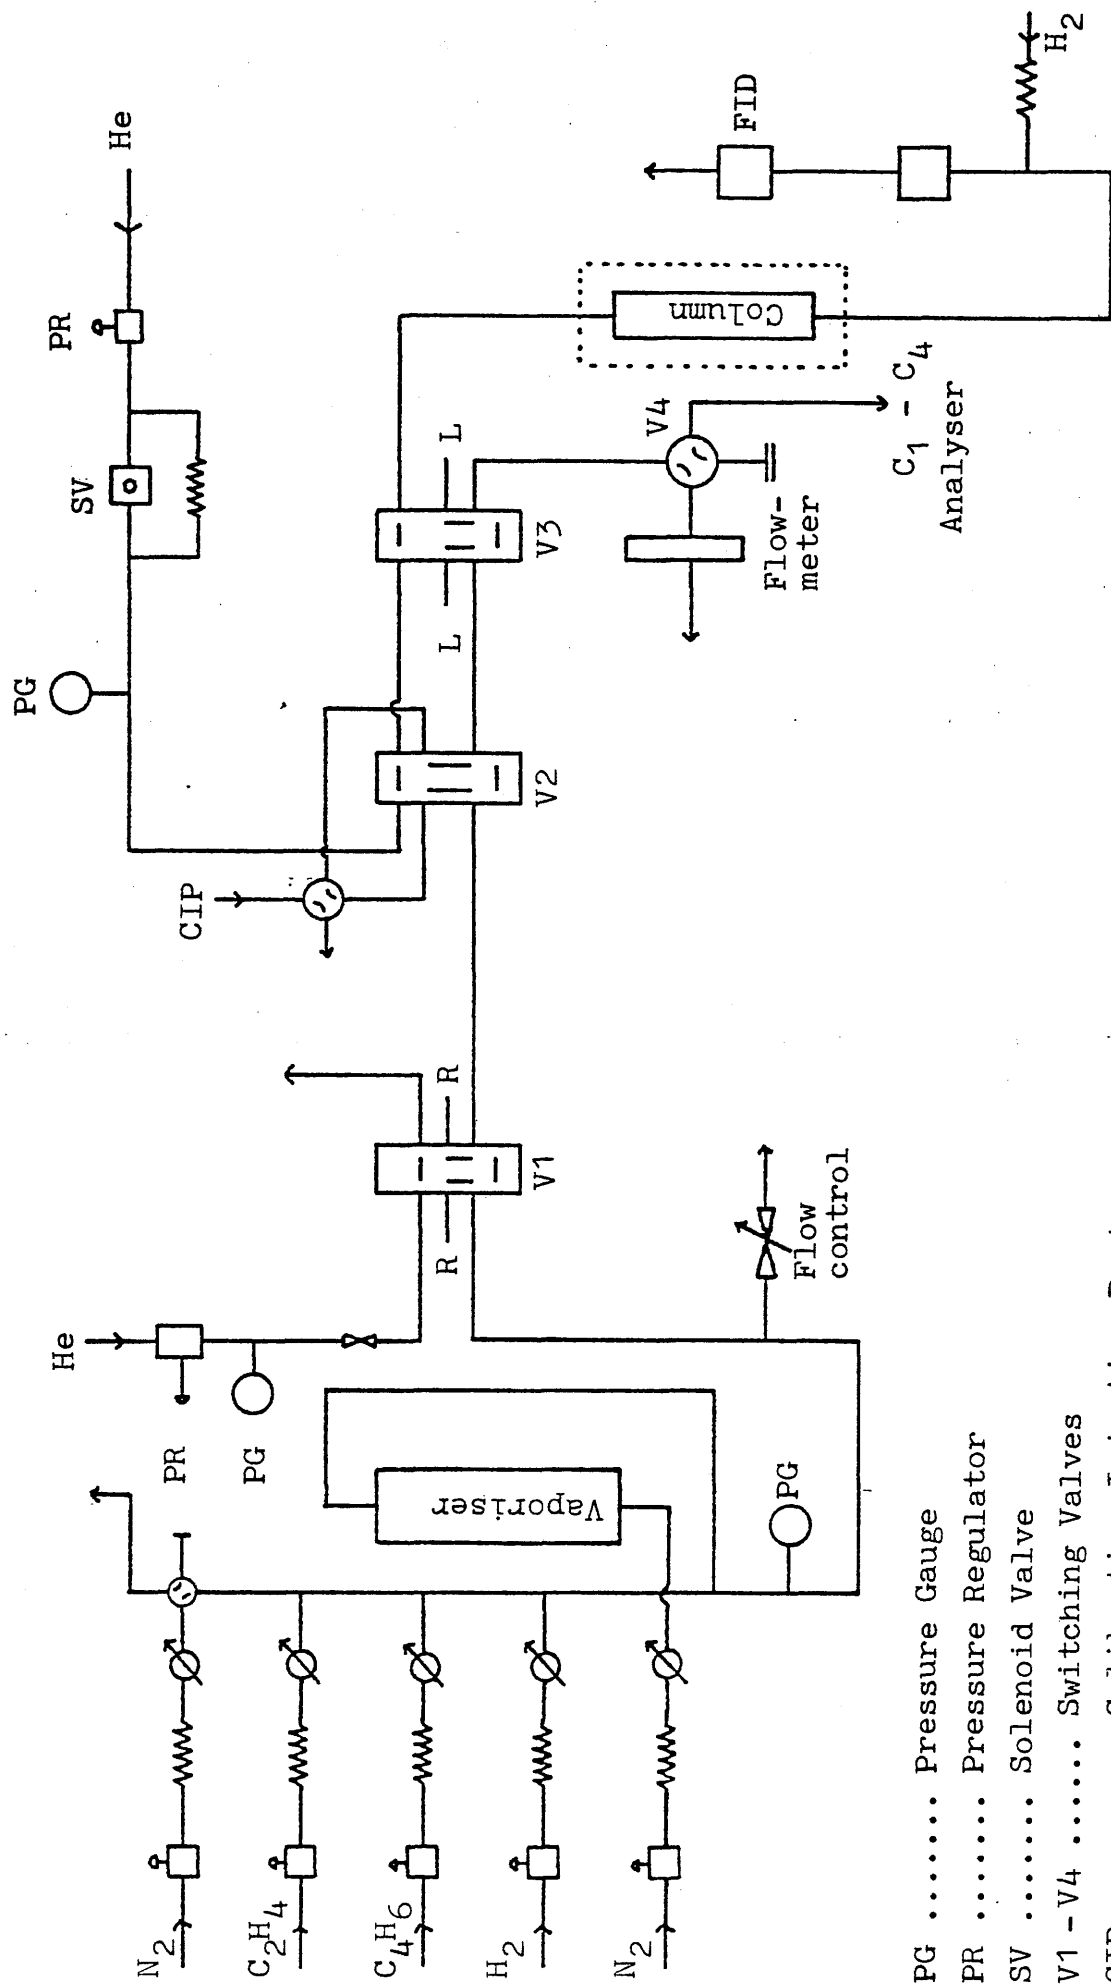 N2
C2H4
C4H6
H2
N2
He
PR
PG
Vaporiser
PG
R
R
V1
Flow
control
CIP
V2
PG
SV
PR
He
L
L
V3
V4
Flow-
meter
C1 - C4
Analyser
Column
FID
H2
PG ....... Pressure Gauge
PR ....... Pressure Regulator
SV ....... Solenoid Valve
V1 - V4 ...... Switching Valves